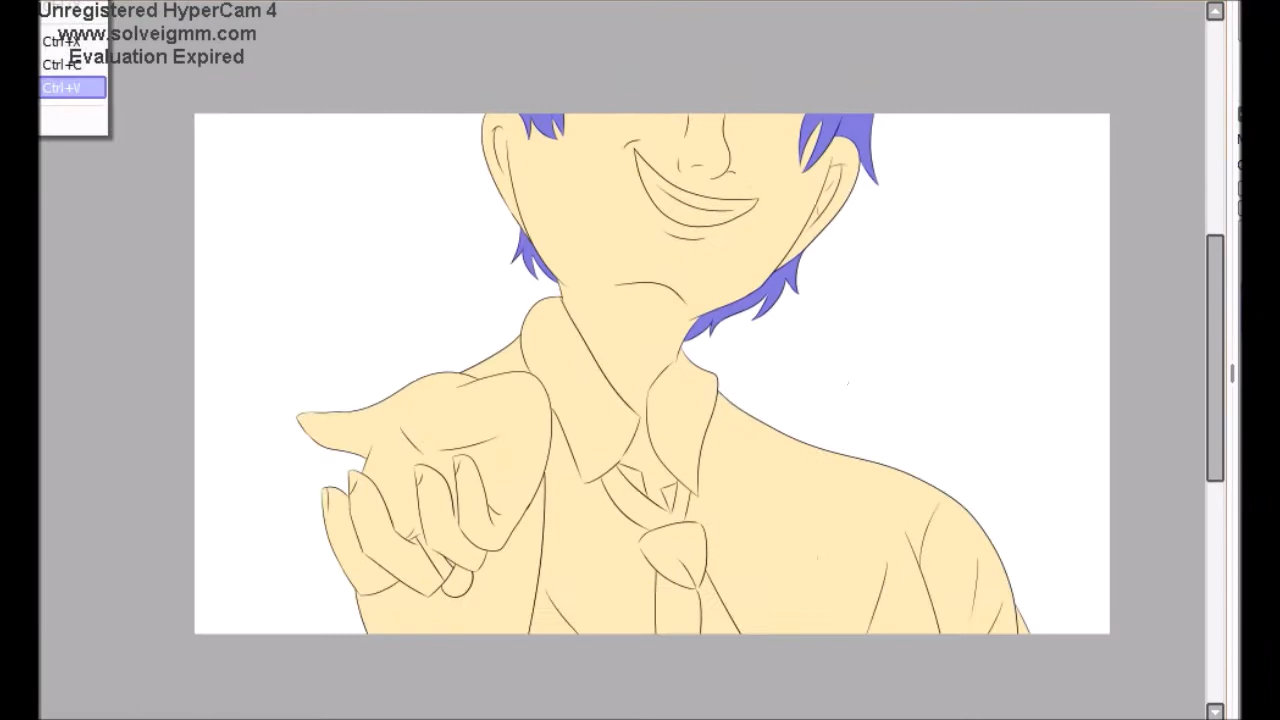 Unregistered HyperCam 4
www.solveigmm.com
Ctrl+X
Evaluation Expired
Ctrl+C
Ctrl+V